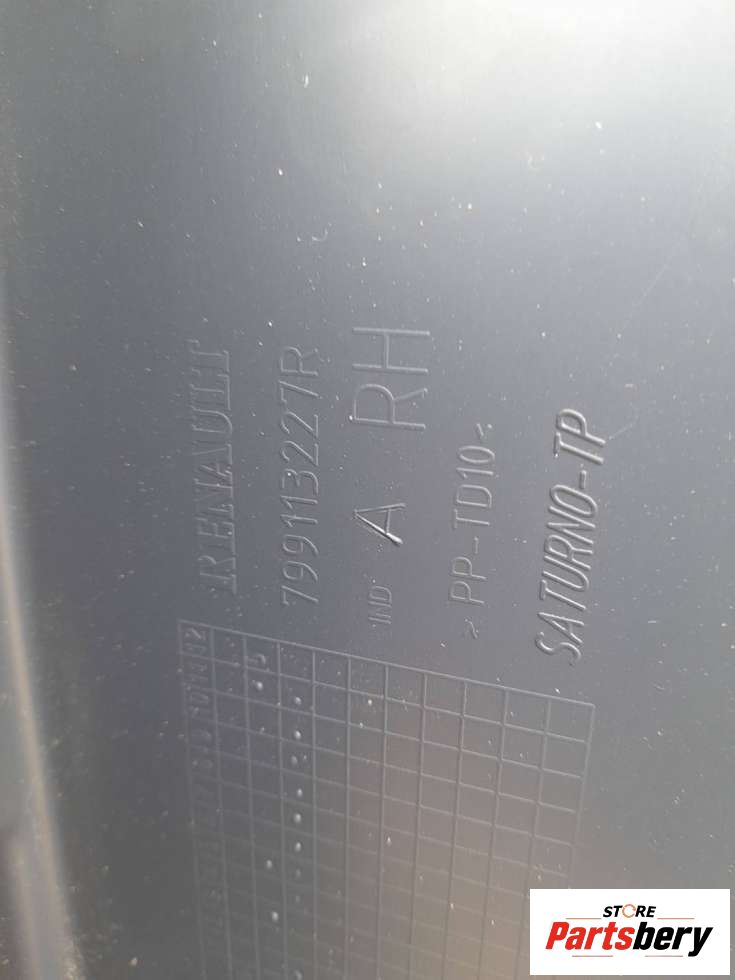 RENAULT
799113227R
IND A RH
>PP-TD10<
SATURNO-TP
STORE
Partsbery